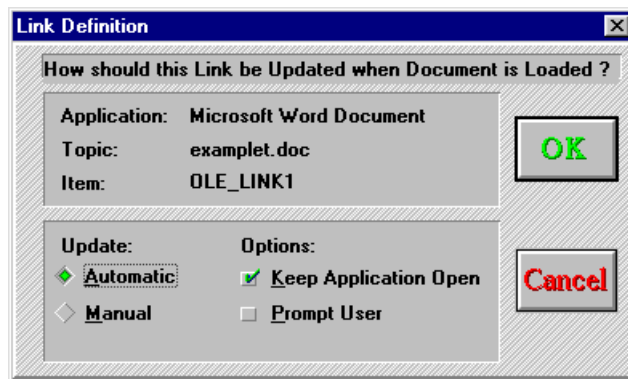 Link Definition
How should this Link be Updated when Document is Loaded ?
Application: Microsoft Word Document
Topic: examplet.doc
Item: OLE_LINK1
OK
Update: Options:
Automatic Keep Application Open
Manual Prompt User
Cancel